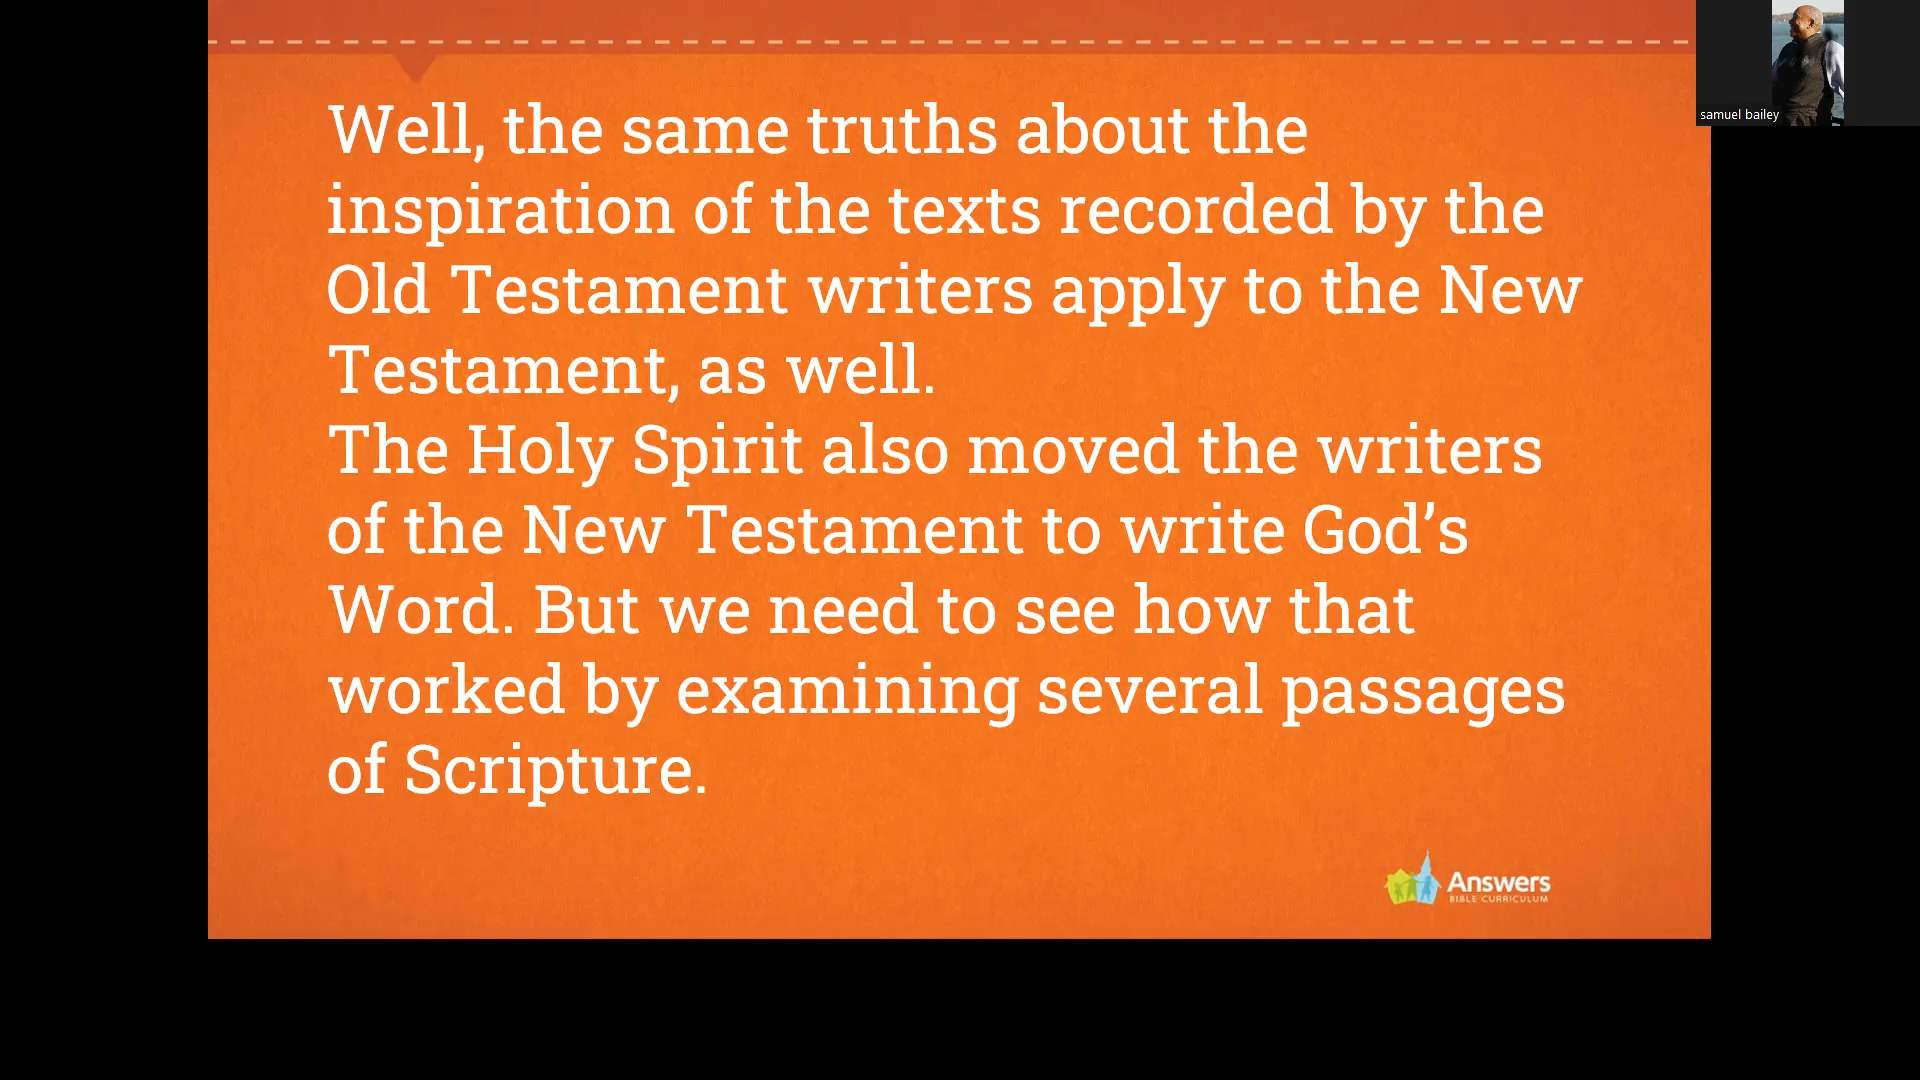 Well, the same truths about the
inspiration of the texts recorded by the
Old Testament writers apply to the New
Testament, as well.
The Holy Spirit also moved the writers
of the New Testament to write God’s
Word. But we need to see how that
worked by examining several passages
of Scripture.
Answers
BIBLE CURRICULUM
samuel bailey